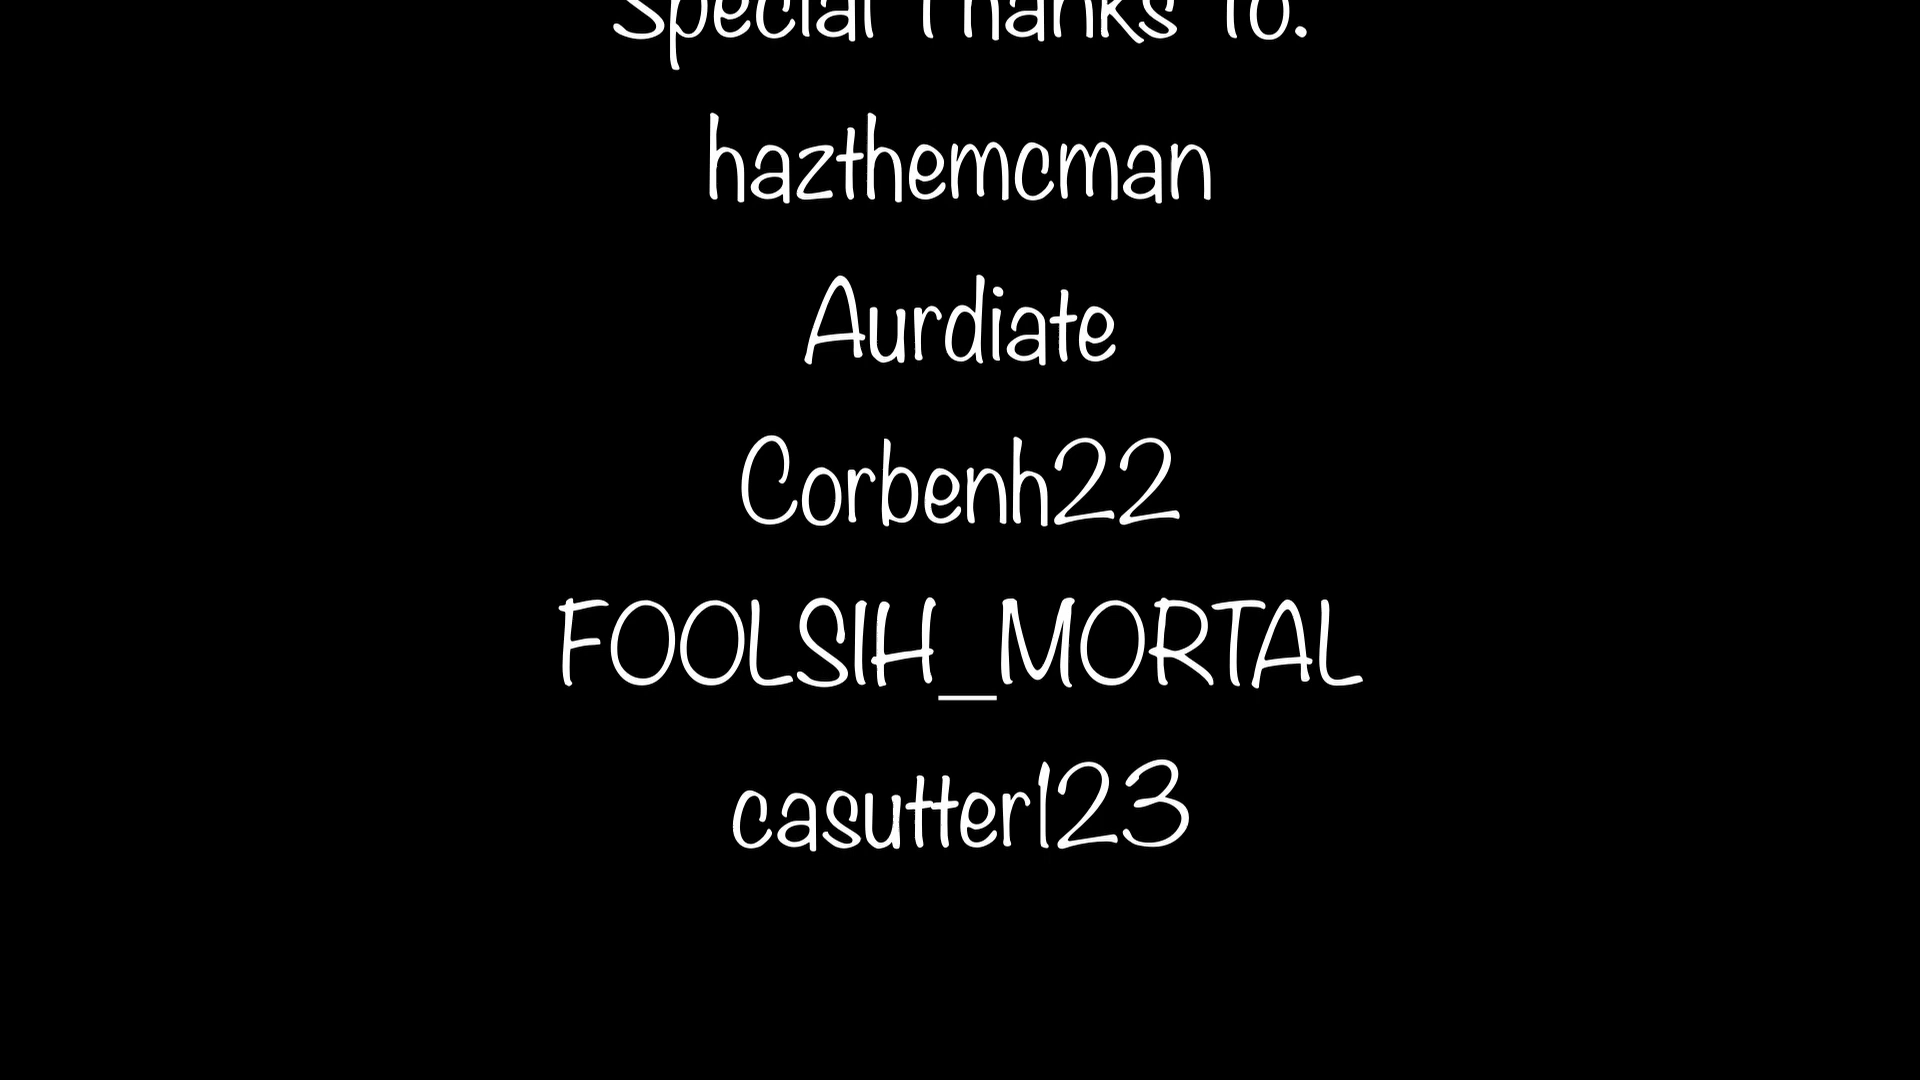 Special Thanks To:
hazthemcman
Aurdiate
Corbenh22
FOOLSIH_MORTAL
casutter123